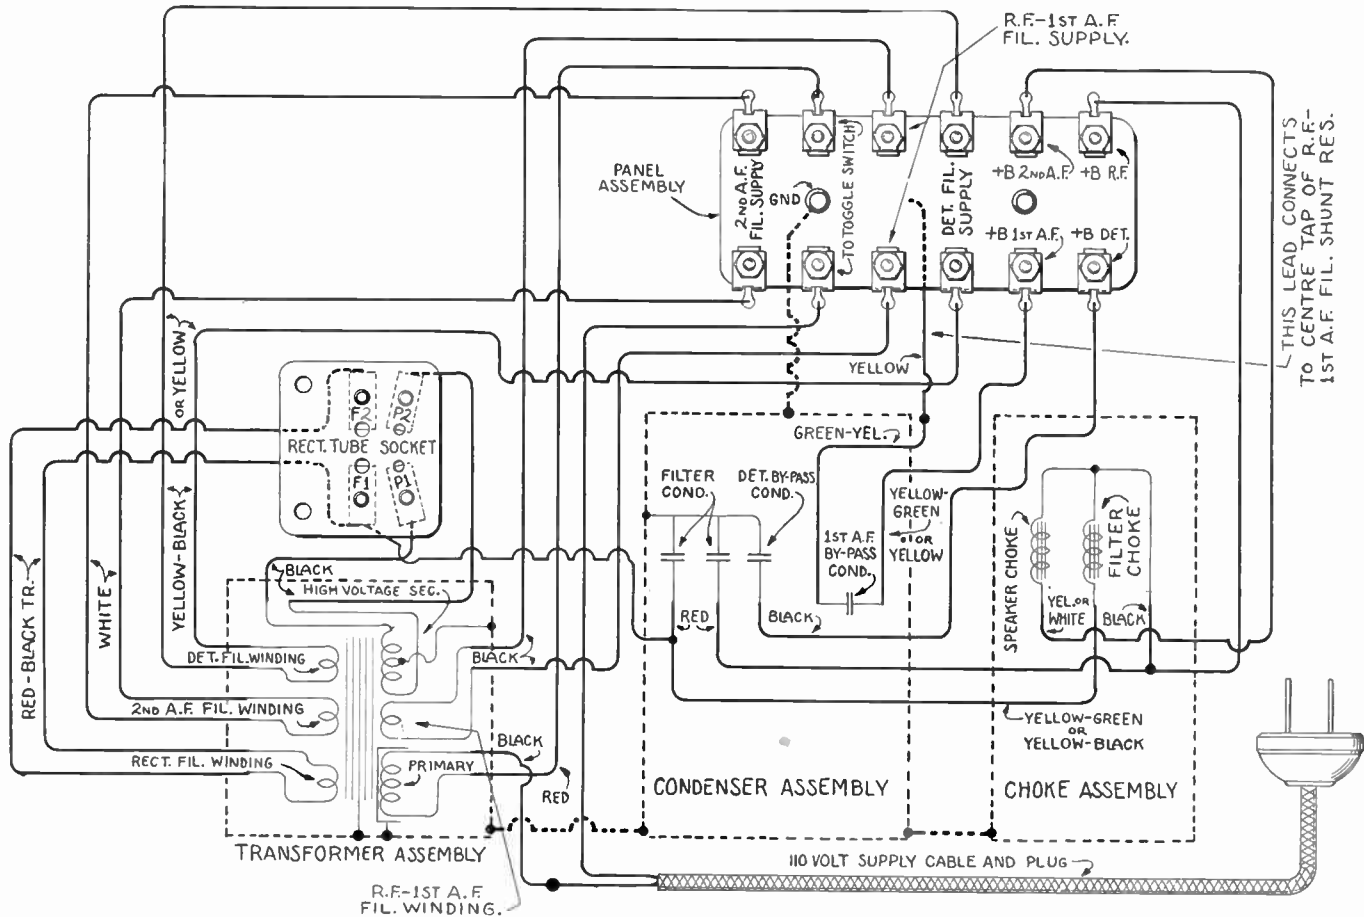 R.F.-1ST A.F.
FIL. SUPPLY.
THIS LEAD CONNECTS
TO CENTRE TAP OF R.F.-
1ST A.F. FIL. SHUNT RES.
PANEL
ASSEMBLY
2ND A.F.
FIL. SUPPLY
GND
TO TOGGLE SWITCH
DET. FIL.
SUPPLY
+B 2ND A.F.
+B R.F.
+B 1ST A.F.
+B DET.
YELLOW
OR YELLOW
F2
P2
RECT. TUBE SOCKET
F1
P1
GREEN-YEL.
FILTER
COND.
DET. BY-PASS
COND.
YELLOW-
GREEN
OR
YELLOW
1ST A.F.
BY-PASS
COND.
SPEAKER CHOKE
FILTER
CHOKE
RED-BLACK TR.
WHITE
YELLOW-BLACK
BLACK
HIGH VOLTAGE SEC.
RED
BLACK
YEL. OR
WHITE
BLACK
DET. FIL. WINDING
BLACK
2ND A.F. FIL. WINDING
YELLOW-GREEN
OR
YELLOW-BLACK
BLACK
RECT. FIL. WINDING
PRIMARY
RED
CONDENSER ASSEMBLY
CHOKE ASSEMBLY
TRANSFORMER ASSEMBLY
110 VOLT SUPPLY CABLE AND PLUG
R.F.-1ST A.F.
FIL. WINDING.